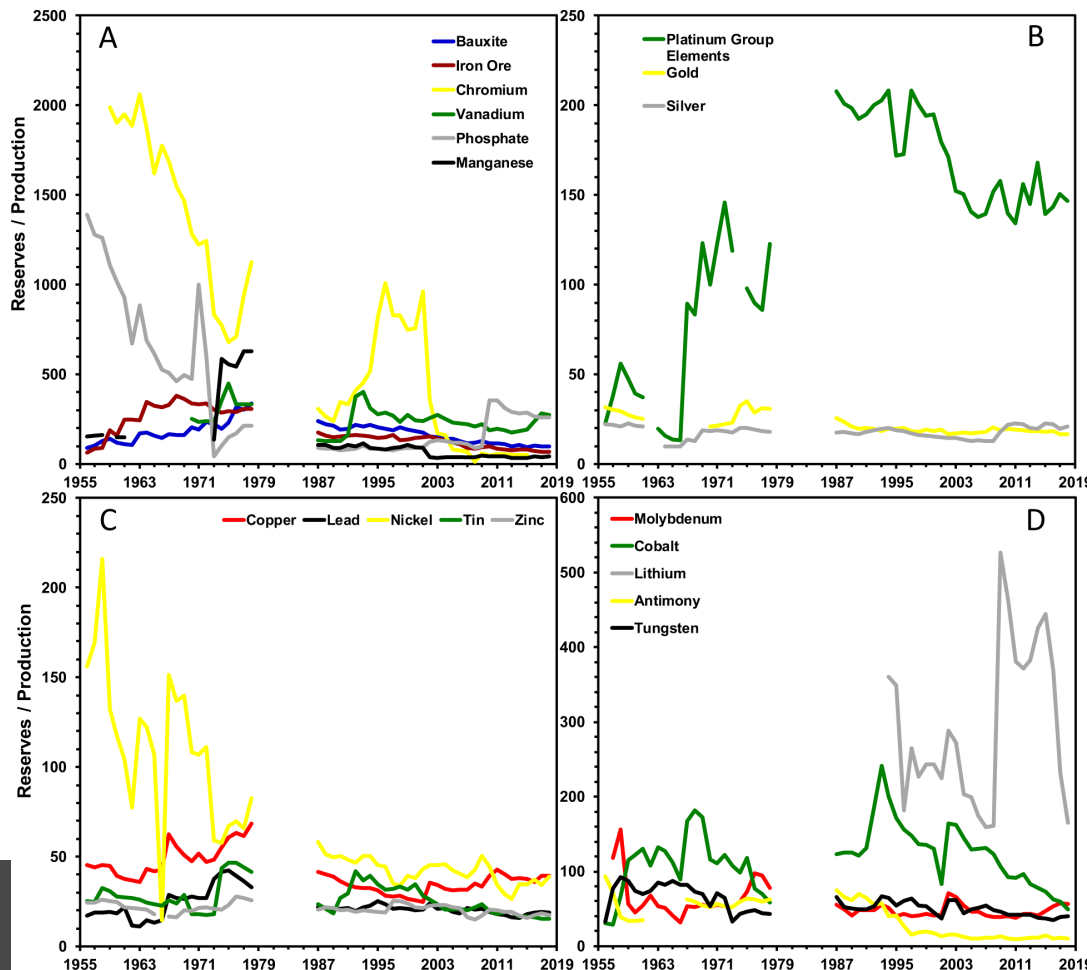 A
Bauxite
Iron Ore
Chromium
Vanadium
Phosphate
Manganese
2500
2000
1500
1000
500
0
Reserves / Production
1955 1963 1971 1979 1987 1995 2003 2011 2019
B
Platinum Group
Elements
Gold
Silver
250
200
150
100
50
0
1955 1963 1971 1979 1987 1995 2003 2011 2019
C
Copper Lead Nickel Tin Zinc
250
200
150
100
50
0
Reserves / Production
1955 1963 1971 1979 1987 1995 2003 2011 2019
D
Molybdenum
Cobalt
Lithium
Antimony
Tungsten
600
500
400
300
200
100
0
1955 1963 1971 1979 1987 1995 2003 2011 2019